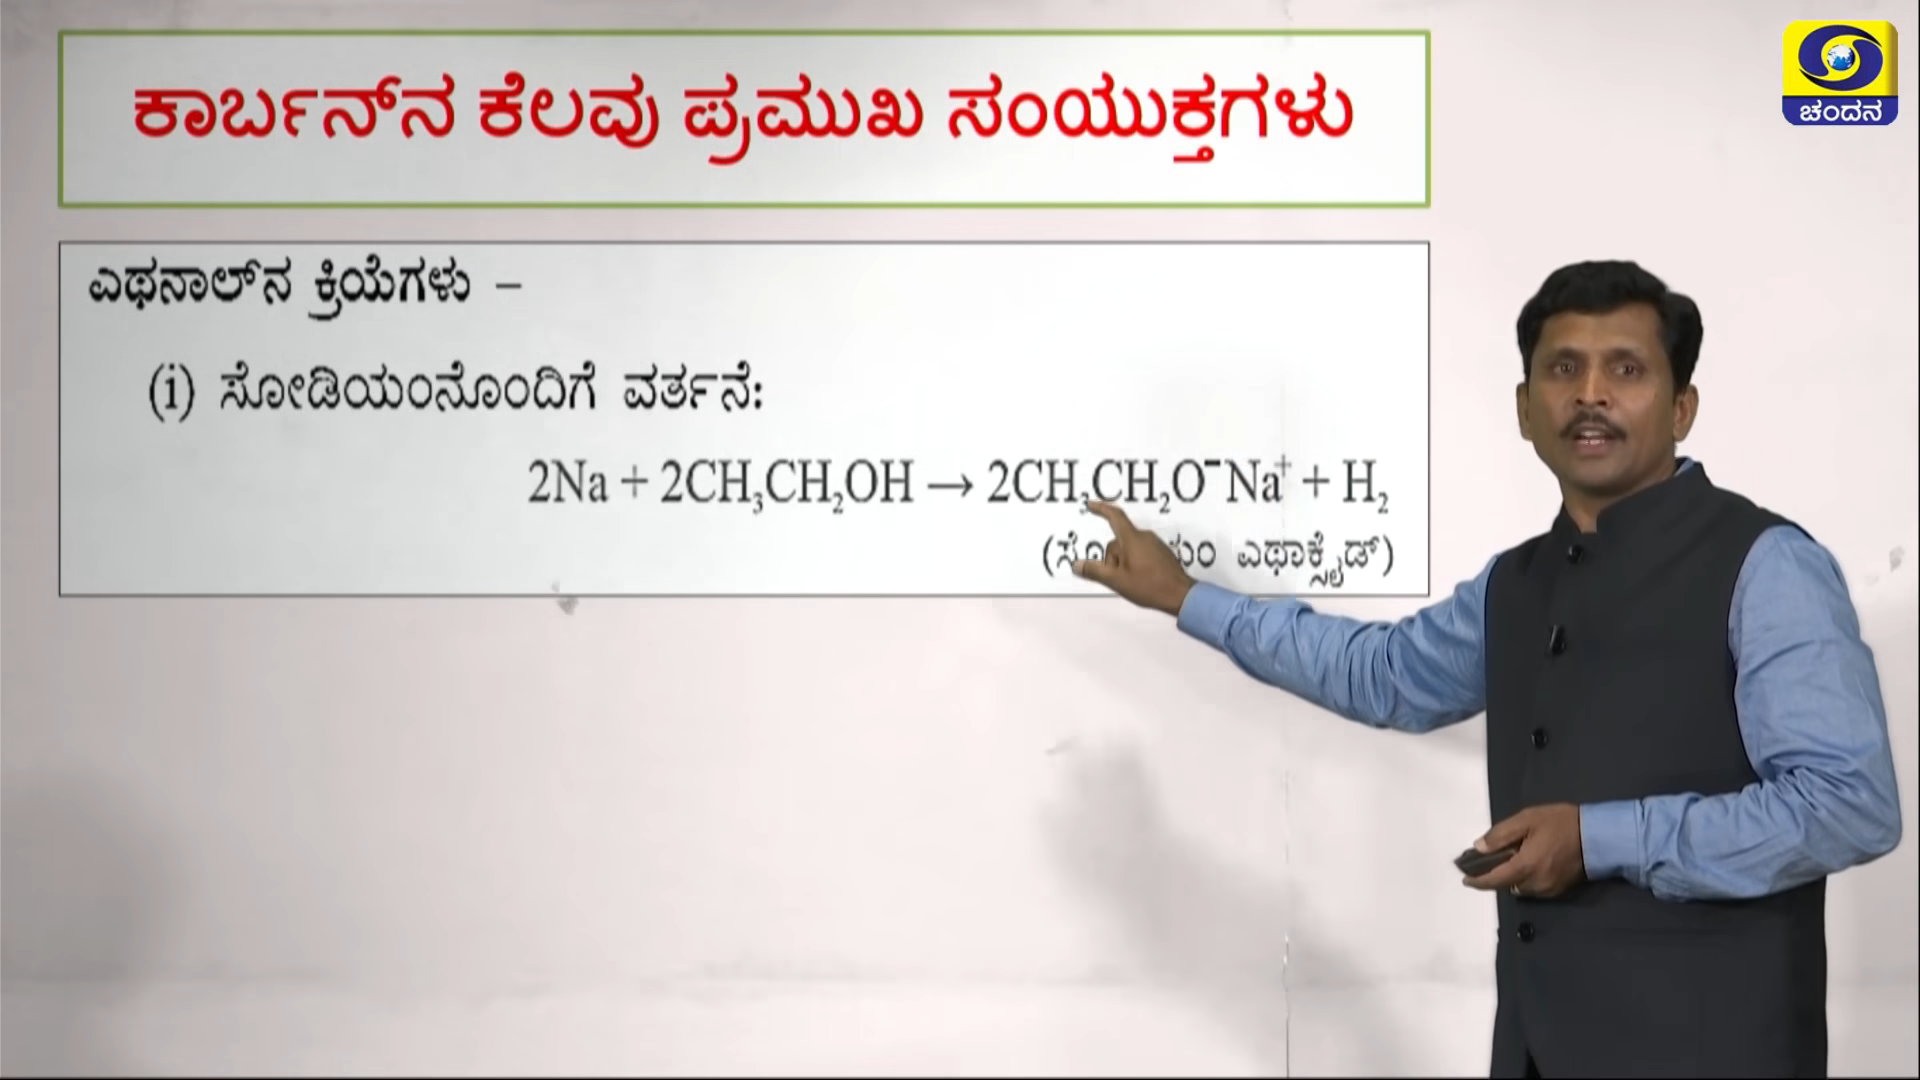 ಕಾರ್ಬನ್‌ನ ಕೆಲವು ಪ್ರಮುಖ ಸಂಯುಕ್ತಗಳು
ಚಂದನ
ಎಥನಾಲ್‌ನ ಕ್ರಿಯೆಗಳು –
(i) ಸೋಡಿಯಂನೊಂದಿಗೆ ವರ್ತನೆ:
2Na + 2CH₃CH₂OH → 2CH₃CH₂O⁻Na⁺ + H₂
ಎಥಾಕ್ಸೈಡ್)